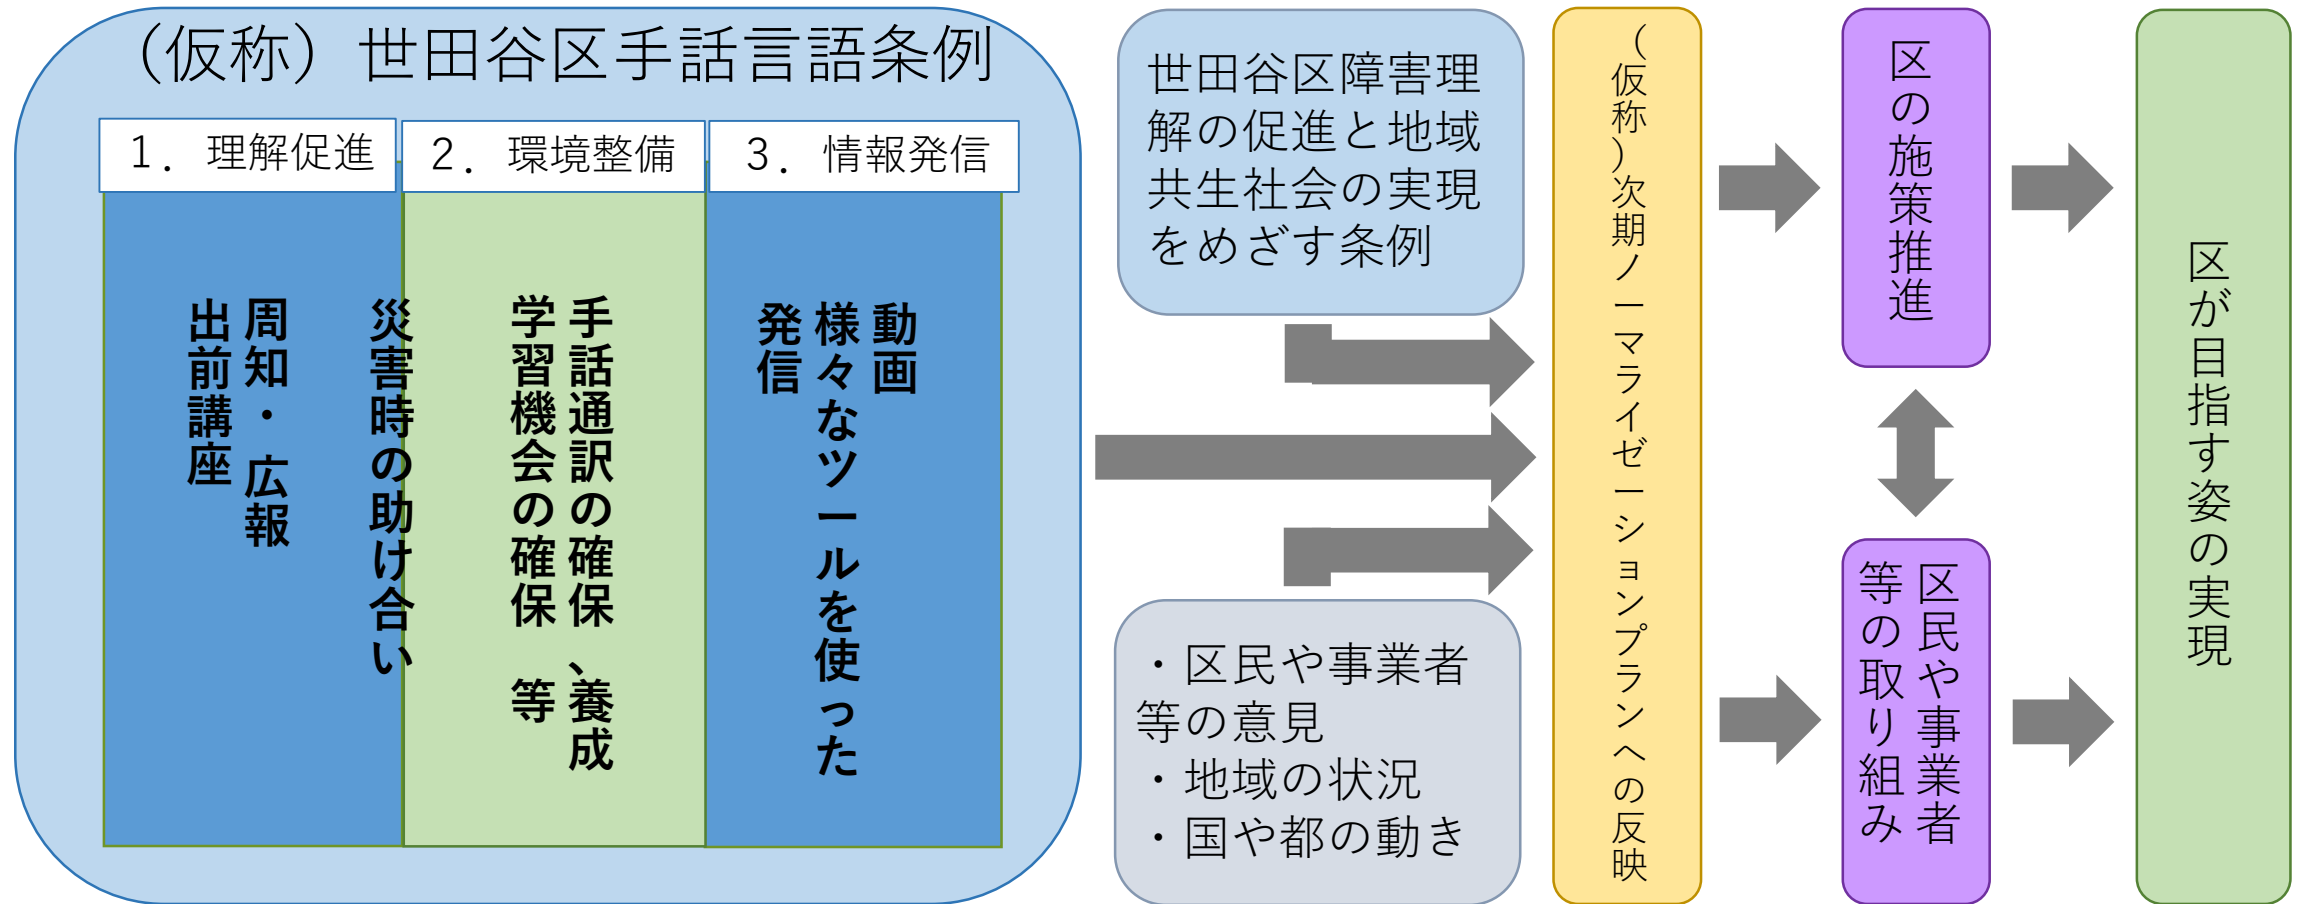 （仮称）世田谷区手話言語条例
１．理解促進
２．環境整備
３．情報発信
周知・広報
出前講座
災害時の助け合い
手話通訳の確保、養成
学習機会の確保　等
動画
様々なツールを使った
発信
世田谷区障害理
解の促進と地域
共生社会の実現
をめざす条例
・区民や事業者
等の意見
・地域の状況
・国や都の動き
（仮称）次期ノーマライゼーションプランへの反映
区の施策推進
区民や事業者
等の取り組み
区が目指す姿の実現